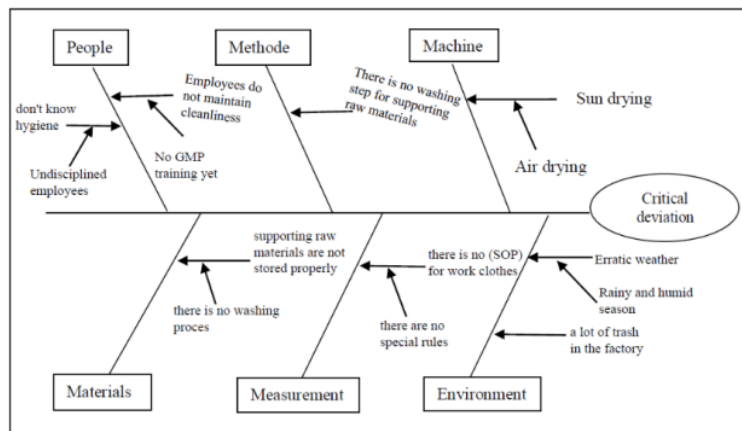 People
Methode
Machine
Employees do
not maintain
cleanliness
don't know
hygiene
No GMP
training yet
Undisciplined
employees
There is no washing
step for supporting
raw materials
Sun drying
Air drying
Critical
deviation
supporting raw
materials are not
stored properly
there is no washing
proces
there is no (SOP)
for work clothes
there are no
special rules
Erratic weather
Rainy and humid
season
a lot of trash
in the factory
Materials
Measurement
Environment